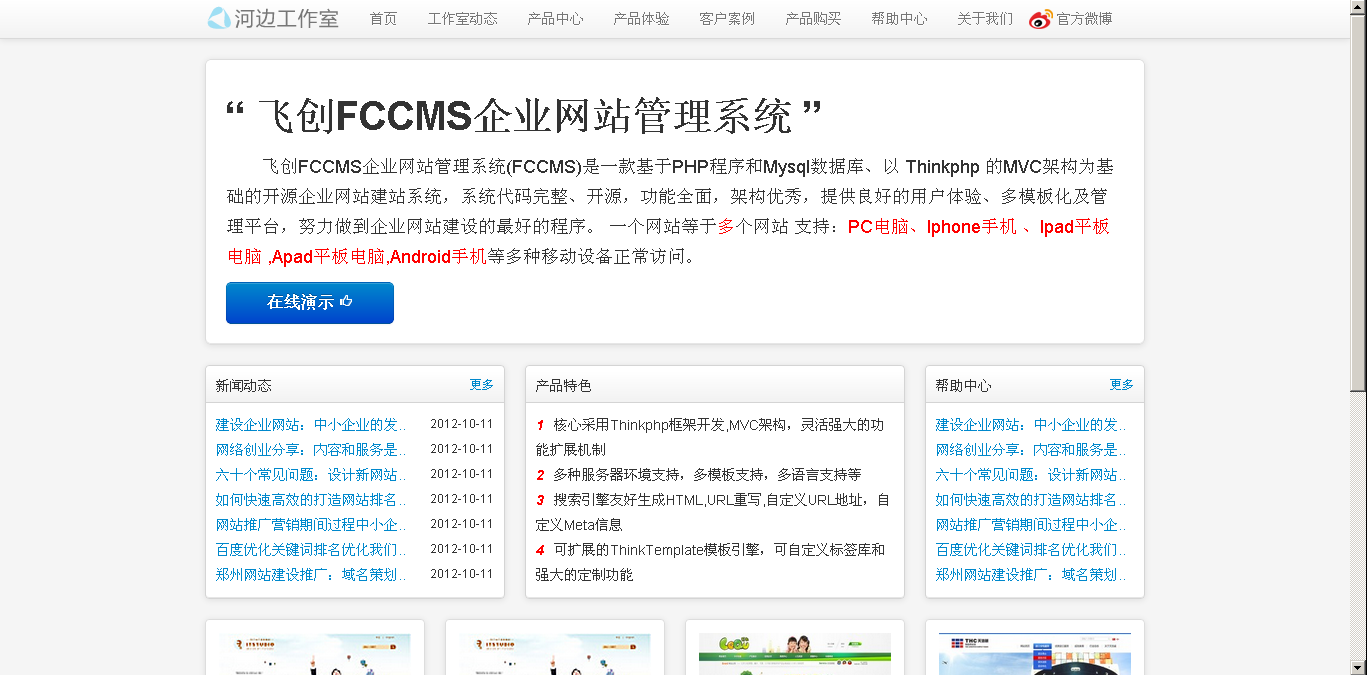 河边工作室 首页 工作室动态 产品中心 产品体验 客户案例 产品购买 帮助中心 关于我们 官方微博
“ 飞创FCCMS企业网站管理系统 ”
飞创FCCMS企业网站管理系统(FCCMS)是一款基于PHP程序和Mysql数据库、以 Thinkphp 的MVC架构为基
础的开源企业网站建站系统，系统代码完整、开源，功能全面，架构优秀，提供良好的用户体验、多模板化及管
理平台，努力做到企业网站建设的最好的程序。 一个网站等于多个网站 支持：PC电脑、Iphone手机 、Ipad平板
电脑 ,Apad平板电脑,Android手机等多种移动设备正常访问。
在线演示
新闻动态 更多
建设企业网站：中小企业的发.. 2012-10-11
网络创业分享：内容和服务是.. 2012-10-11
六十个常见问题：设计新网站.. 2012-10-11
如何快速高效的打造网站排名.. 2012-10-11
网站推广营销期间过程中小企.. 2012-10-11
百度优化关键词排名优化我们.. 2012-10-11
郑州网站建设推广：域名策划.. 2012-10-11
产品特色
1 核心采用Thinkphp框架开发,MVC架构，灵活强大的功
能扩展机制
2 多种服务器环境支持，多模板支持，多语言支持等
3 搜索引擎友好生成HTML,URL重写,自定义URL地址，自
定义Meta信息
4 可扩展的ThinkTemplate模板引擎，可自定义标签库和
强大的定制功能
帮助中心 更多
建设企业网站：中小企业的发..
网络创业分享：内容和服务是..
六十个常见问题：设计新网站..
如何快速高效的打造网站排名..
网站推广营销期间过程中小企..
百度优化关键词排名优化我们..
郑州网站建设推广：域名策划..